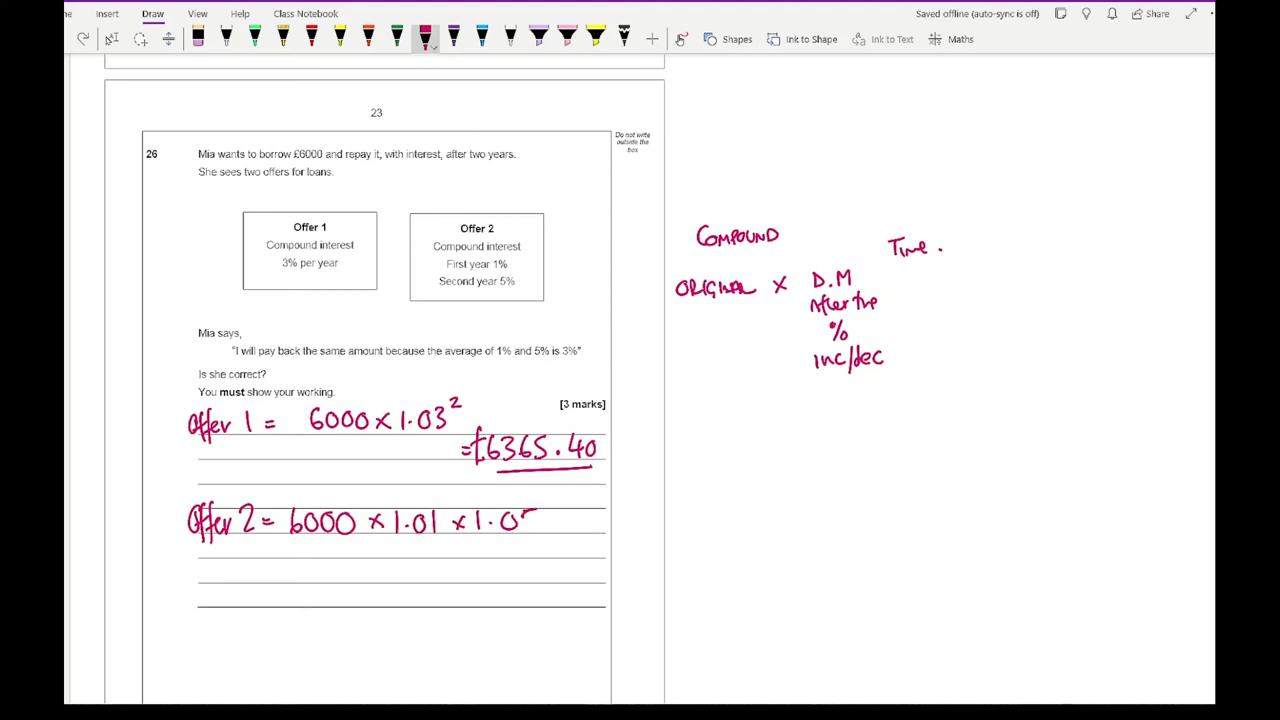 Insert Draw View Help Class Notebook Saved offline (auto-sync is off) Share
Shapes Ink to Shape Ink to Text Maths
23
Do not write
outside the
box
26 Mia wants to borrow £6000 and repay it, with interest, after two years.
She sees two offers for loans.
Offer 1
Compound interest
3% per year
Offer 2
Compound interest
First year 1%
Second year 5%
Mia says,
“I will pay back the same amount because the average of 1% and 5% is 3%”
Is she correct?
You must show your working.
[3 marks]
Offer 1 = 6000 × 1.03²
= £6365.40
Offer 2 = 6000 × 1.01 × 1.0
COMPOUND
Time.
ORIGINAL × D.M
After the
%
inc/dec